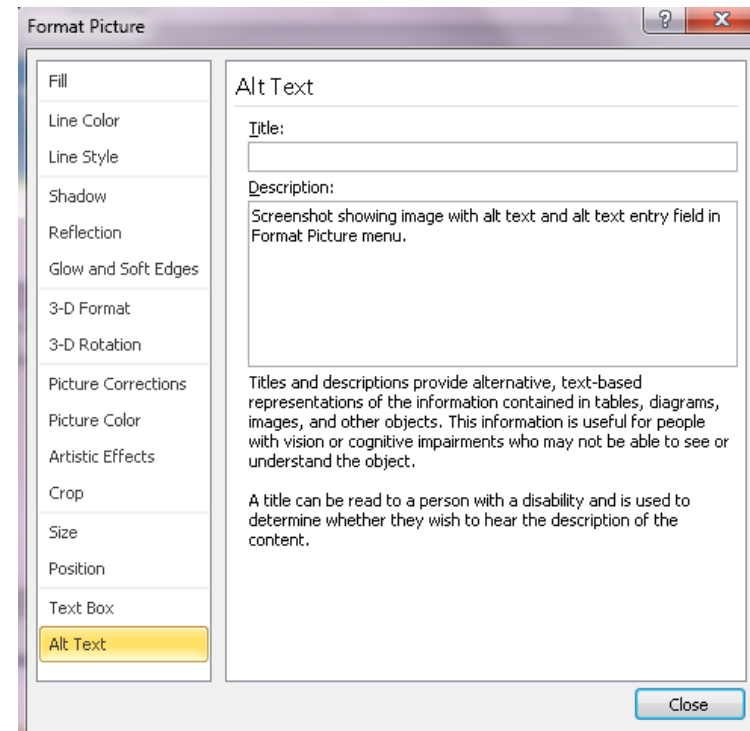 Format Picture
?
X
Fill
Line Color
Line Style
Shadow
Reflection
Glow and Soft Edges
3-D Format
3-D Rotation
Picture Corrections
Picture Color
Artistic Effects
Crop
Size
Position
Text Box
Alt Text
Alt Text
Title:
Description:
Screenshot showing image with alt text and alt text entry field in
Format Picture menu.
Titles and descriptions provide alternative, text-based
representations of the information contained in tables, diagrams,
images, and other objects. This information is useful for people
with vision or cognitive impairments who may not be able to see or
understand the object.
A title can be read to a person with a disability and is used to
determine whether they wish to hear the description of the
content.
Close